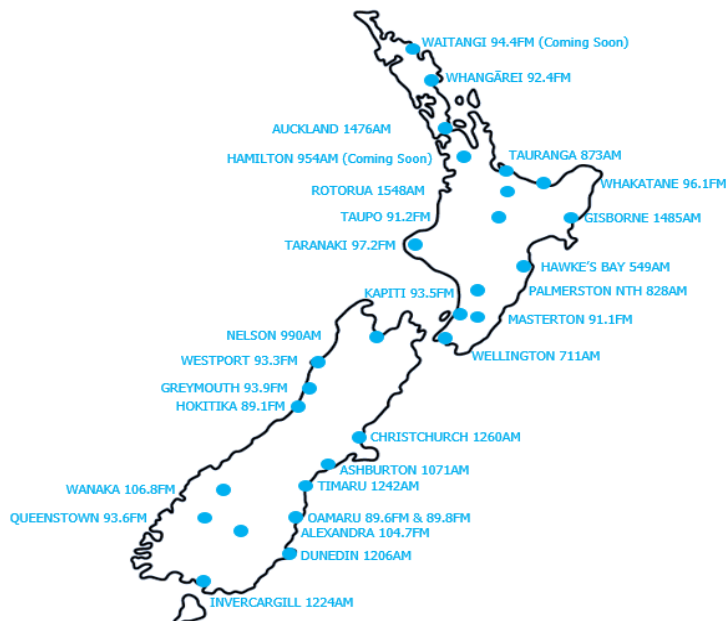 WAITANGI 94.4FM (Coming Soon)
WHANGĀREI 92.4FM
AUCKLAND 1476AM
HAMILTON 954AM (Coming Soon)
TAURANGA 873AM
WHAKATANE 96.1FM
ROTORUA 1548AM
TAUPO 91.2FM
GISBORNE 1485AM
TARANAKI 97.2FM
HAWKE'S BAY 549AM
KAPITI 93.5FM
PALMERSTON NTH 828AM
MASTERTON 91.1FM
NELSON 990AM
WELLINGTON 711AM
WESTPORT 93.3FM
GREYMOUTH 93.9FM
HOKITIKA 89.1FM
CHRISTCHURCH 1260AM
ASHBURTON 1071AM
WANAKA 106.8FM
TIMARU 1242AM
QUEENSTOWN 93.6FM
OAMARU 89.6FM & 89.8FM
ALEXANDRA 104.7FM
DUNEDIN 1206AM
INVERCARGILL 1224AM